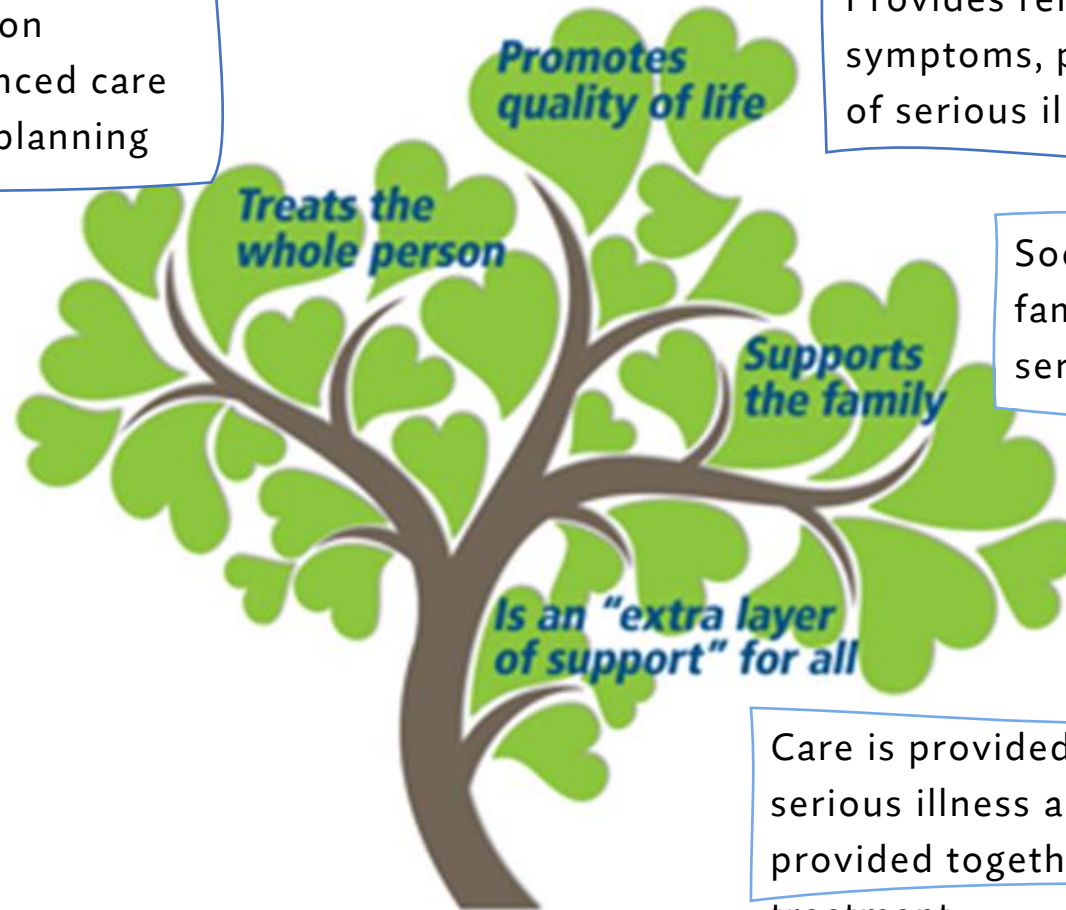 on
nced care
planning
Promotes
quality of life
symptoms, p
of serious il
Treats the
whole person
Soc
fam
ser
Supports
the family
Is an “extra layer
of support” for all
Care is provided
serious illness a
provided togeth